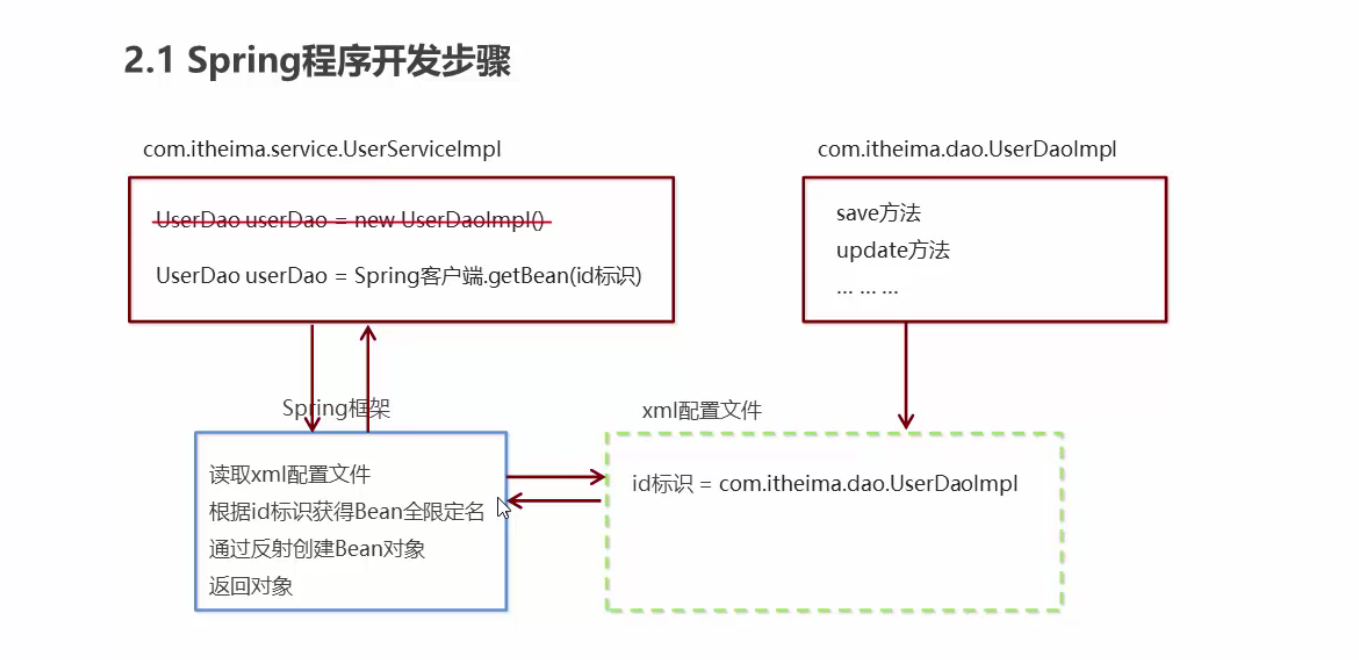 2.1 Spring程序开发步骤
com.itheima.service.UserServiceImpl
UserDao userDao = new UserDaoImpl()
UserDao userDao = Spring客户端.getBean(id标识)
com.itheima.dao.UserDaoImpl
save方法
update方法
... ... ...
Spring框架
读取xml配置文件
根据id标识获得Bean全限定名
通过反射创建Bean对象
返回对象
xml配置文件
id标识 = com.itheima.dao.UserDaoImpl